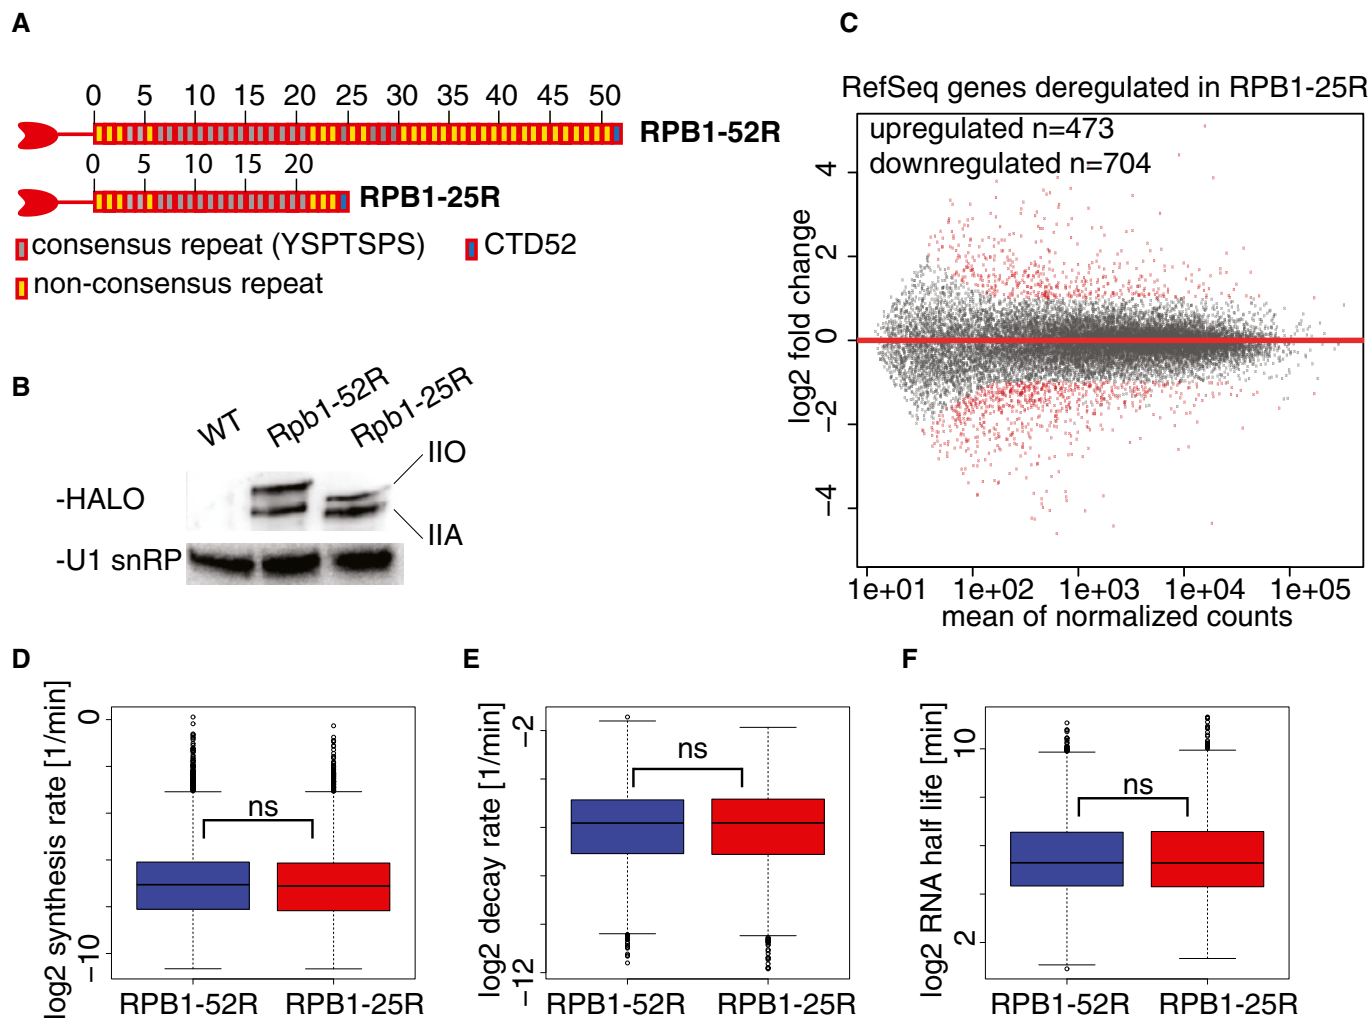 A
0 5 10 15 20 25 30 35 40 45 50
RPB1-52R
0 5 10 15 20
RPB1-25R
consensus repeat (YSPTSPS)
CTD52
non-consensus repeat
B
WT
Rpb1-52R
Rpb1-25R
IIO
-HALO
IIA
-U1 snRP
C
RefSeq genes deregulated in RPB1-25R
upregulated n=473
downregulated n=704
log2 fold change
4
2
0
−2
−4
1e+01 1e+02 1e+03 1e+04 1e+05
mean of normalized counts
D
log2 synthesis rate [1/min]
0
−10
ns
RPB1-52R RPB1-25R
E
log2 decay rate [1/min]
−2
−12
ns
RPB1-52R RPB1-25R
F
log2 RNA half life [min]
10
2
ns
RPB1-52R RPB1-25R